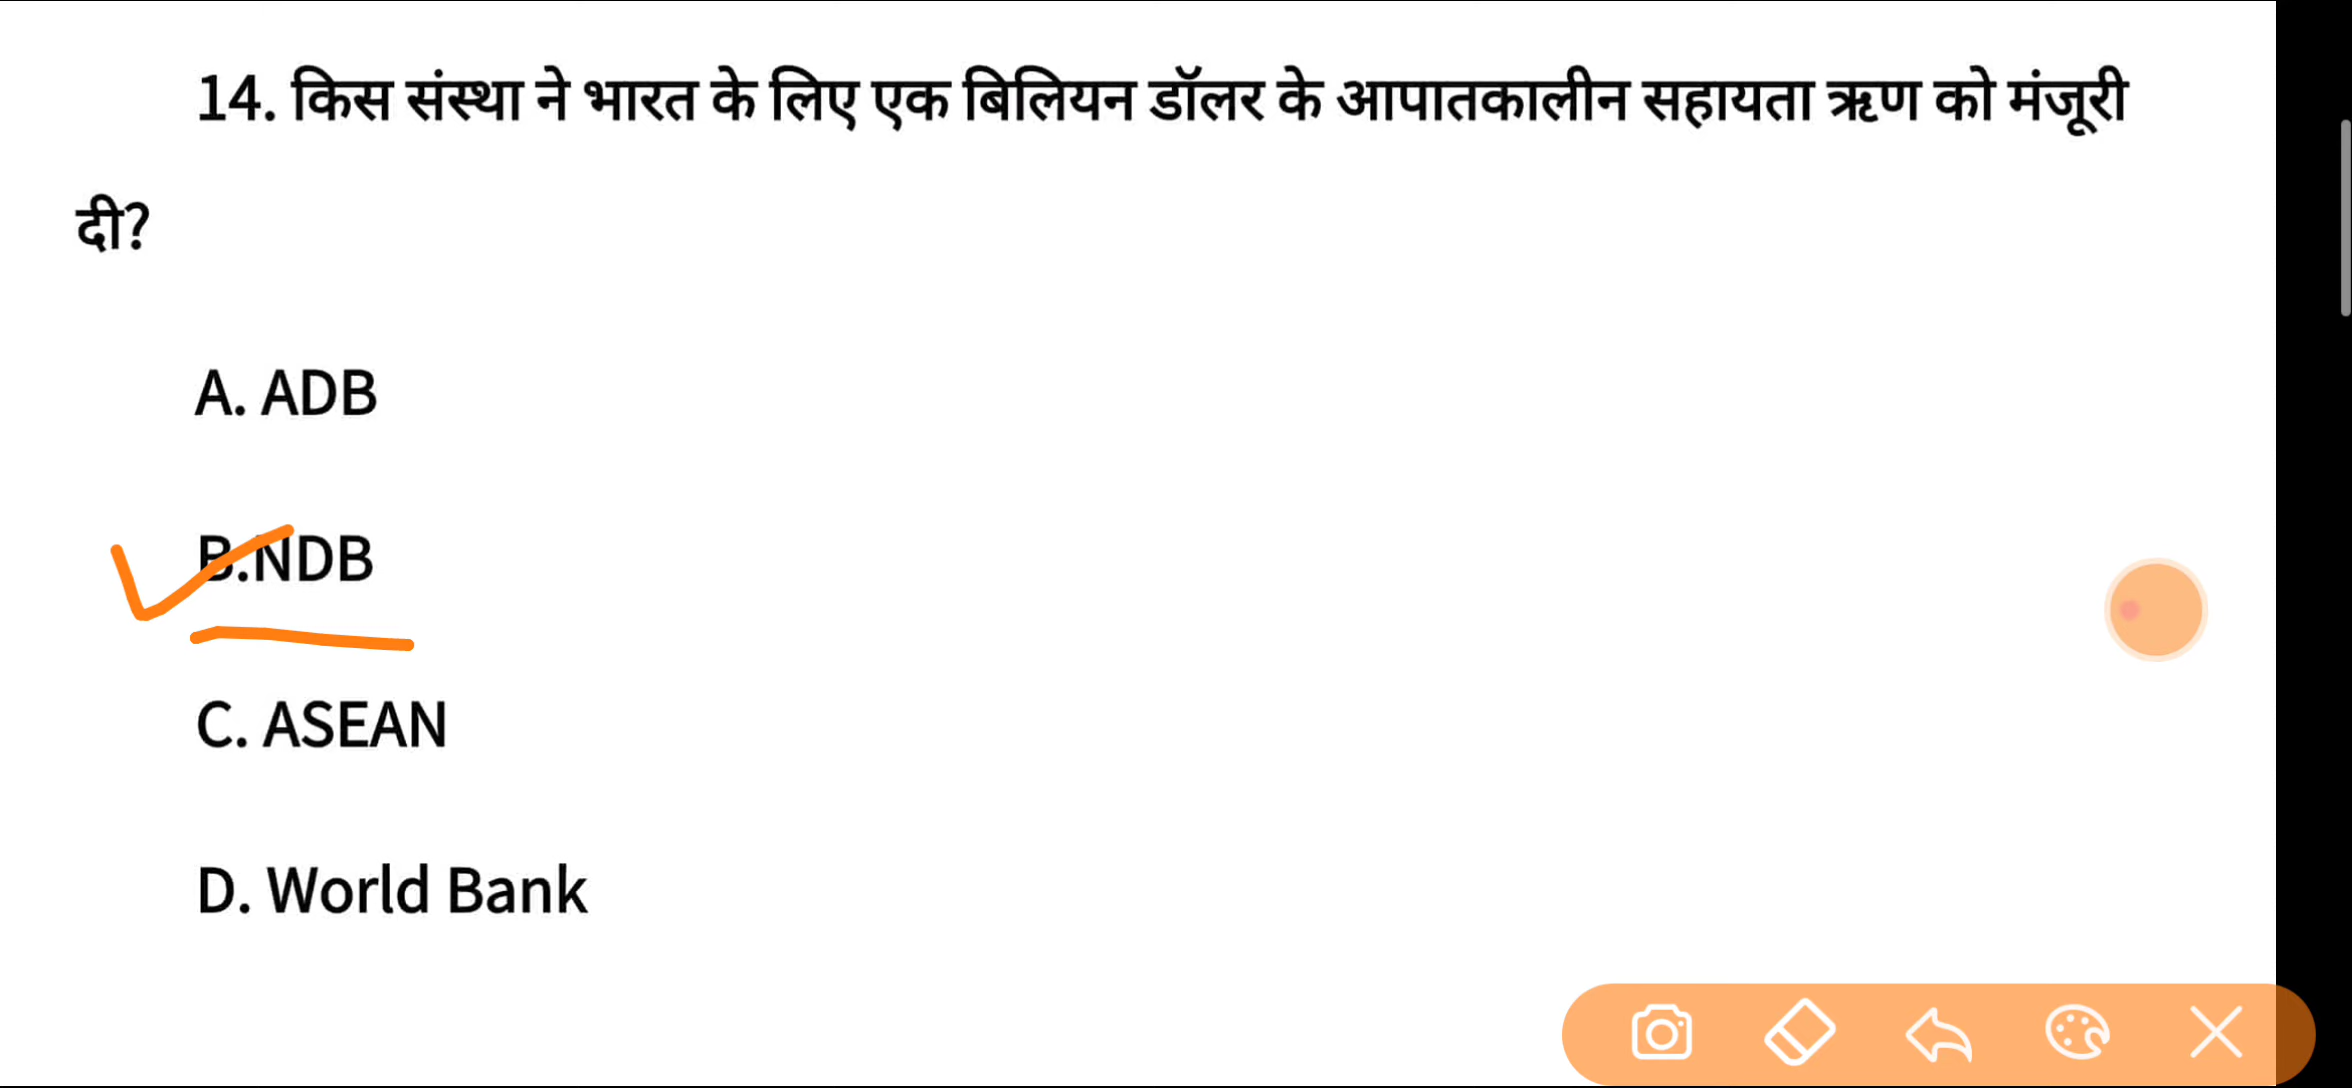 14. किस संस्था ने भारत के लिए एक बिलियन डॉलर के आपातकालीन सहायता ऋण को मंजूरी
दी?
A. ADB
B.NDB
C. ASEAN
D. World Bank